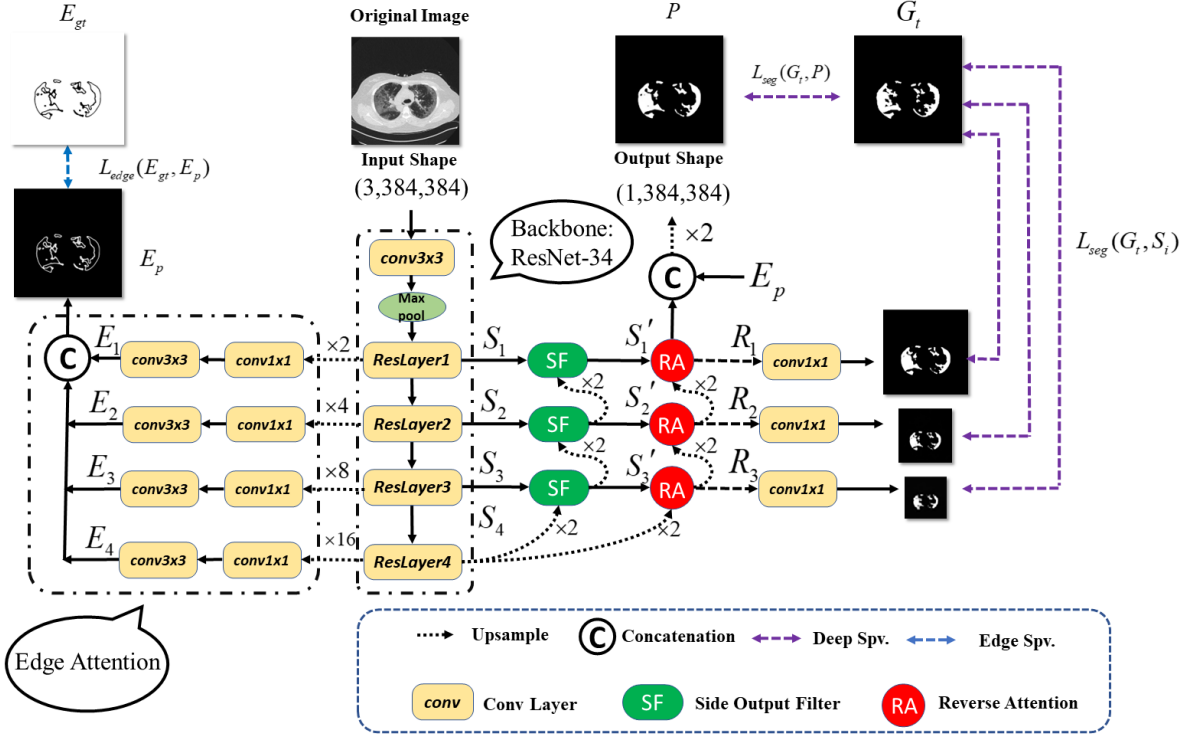 E_gt
Original Image
P
G_t
L_seg(G_t, P)
Input Shape
Output Shape
L_edge(E_gt, E_p)
(3,384,384)
(1,384,384)
Backbone:
ResNet-34
×2
L_seg(G_t, S_i)
E_p
conv3x3
C
E_p
Max
pool
C
E_1
conv3x3
conv1x1
×2
ResLayer1
S_1
SF
S_1'
RA
R_1
conv1x1
×2
×2
E_2
conv3x3
conv1x1
×4
ResLayer2
S_2
SF
S_2'
RA
R_2
conv1x1
×2
×2
E_3
conv3x3
conv1x1
×8
ResLayer3
S_3
SF
S_3'
RA
R_3
conv1x1
S_4
×2
×2
E_4
conv3x3
conv1x1
×16
ResLayer4
Edge Attention
Upsample
C
Concatenation
Deep Spv.
Edge Spv.
conv
Conv Layer
SF
Side Output Filter
RA
Reverse Attention